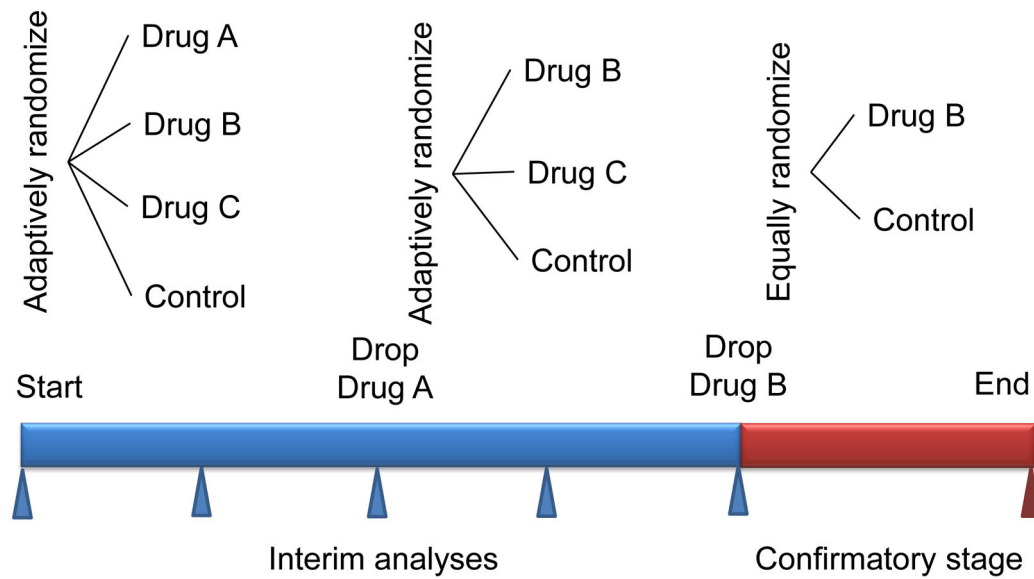 Adaptively randomize
Drug A
Drug B
Drug C
Control
Adaptively randomize
Drug B
Drug C
Control
Equally randomize
Drug B
Control
Start
Drop
Drug A
Drop
Drug B
End
Interim analyses
Confirmatory stage